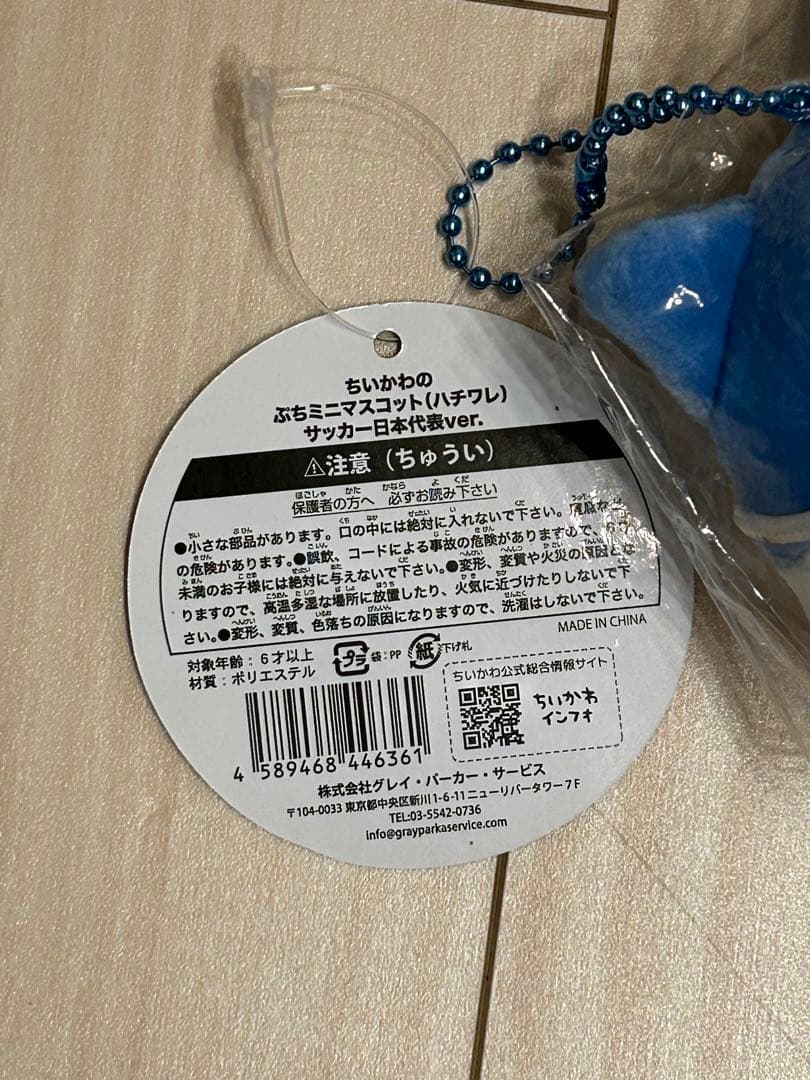 ちいかわの
ぷちミニマスコット(ハチワレ)
サッカー日本代表ver.
⚠注意(ちゅうい)
保護者の方へ 必ずお読み下さい
●小さな部品があります。口の中には絶対に入れないで下さい。窒息など
の危険があります。●誤飲、コードによる事故の危険がありますので、6才
未満のお子様には絶対に与えないで下さい。●変形、変質や火災の原因とな
りますので、高温多湿な場所に放置したり、火気に近づけたりしないで下
さい。●変形、変質、色落ちの原因になりますので、洗濯はしないで下さい。
MADE IN CHINA
対象年齢:6才以上
材質:ポリエステル
プラ 袋:PP 紙 下げ札
ちいかわ公式総合情報サイト
ちいかわ
インフォ
4 589468 446361
株式会社グレイ・パーカー・サービス
〒104-0033 東京都中央区新川1-6-11 ニューリバータワー7F
TEL:03-5542-0736
info@grayparkaservice.com